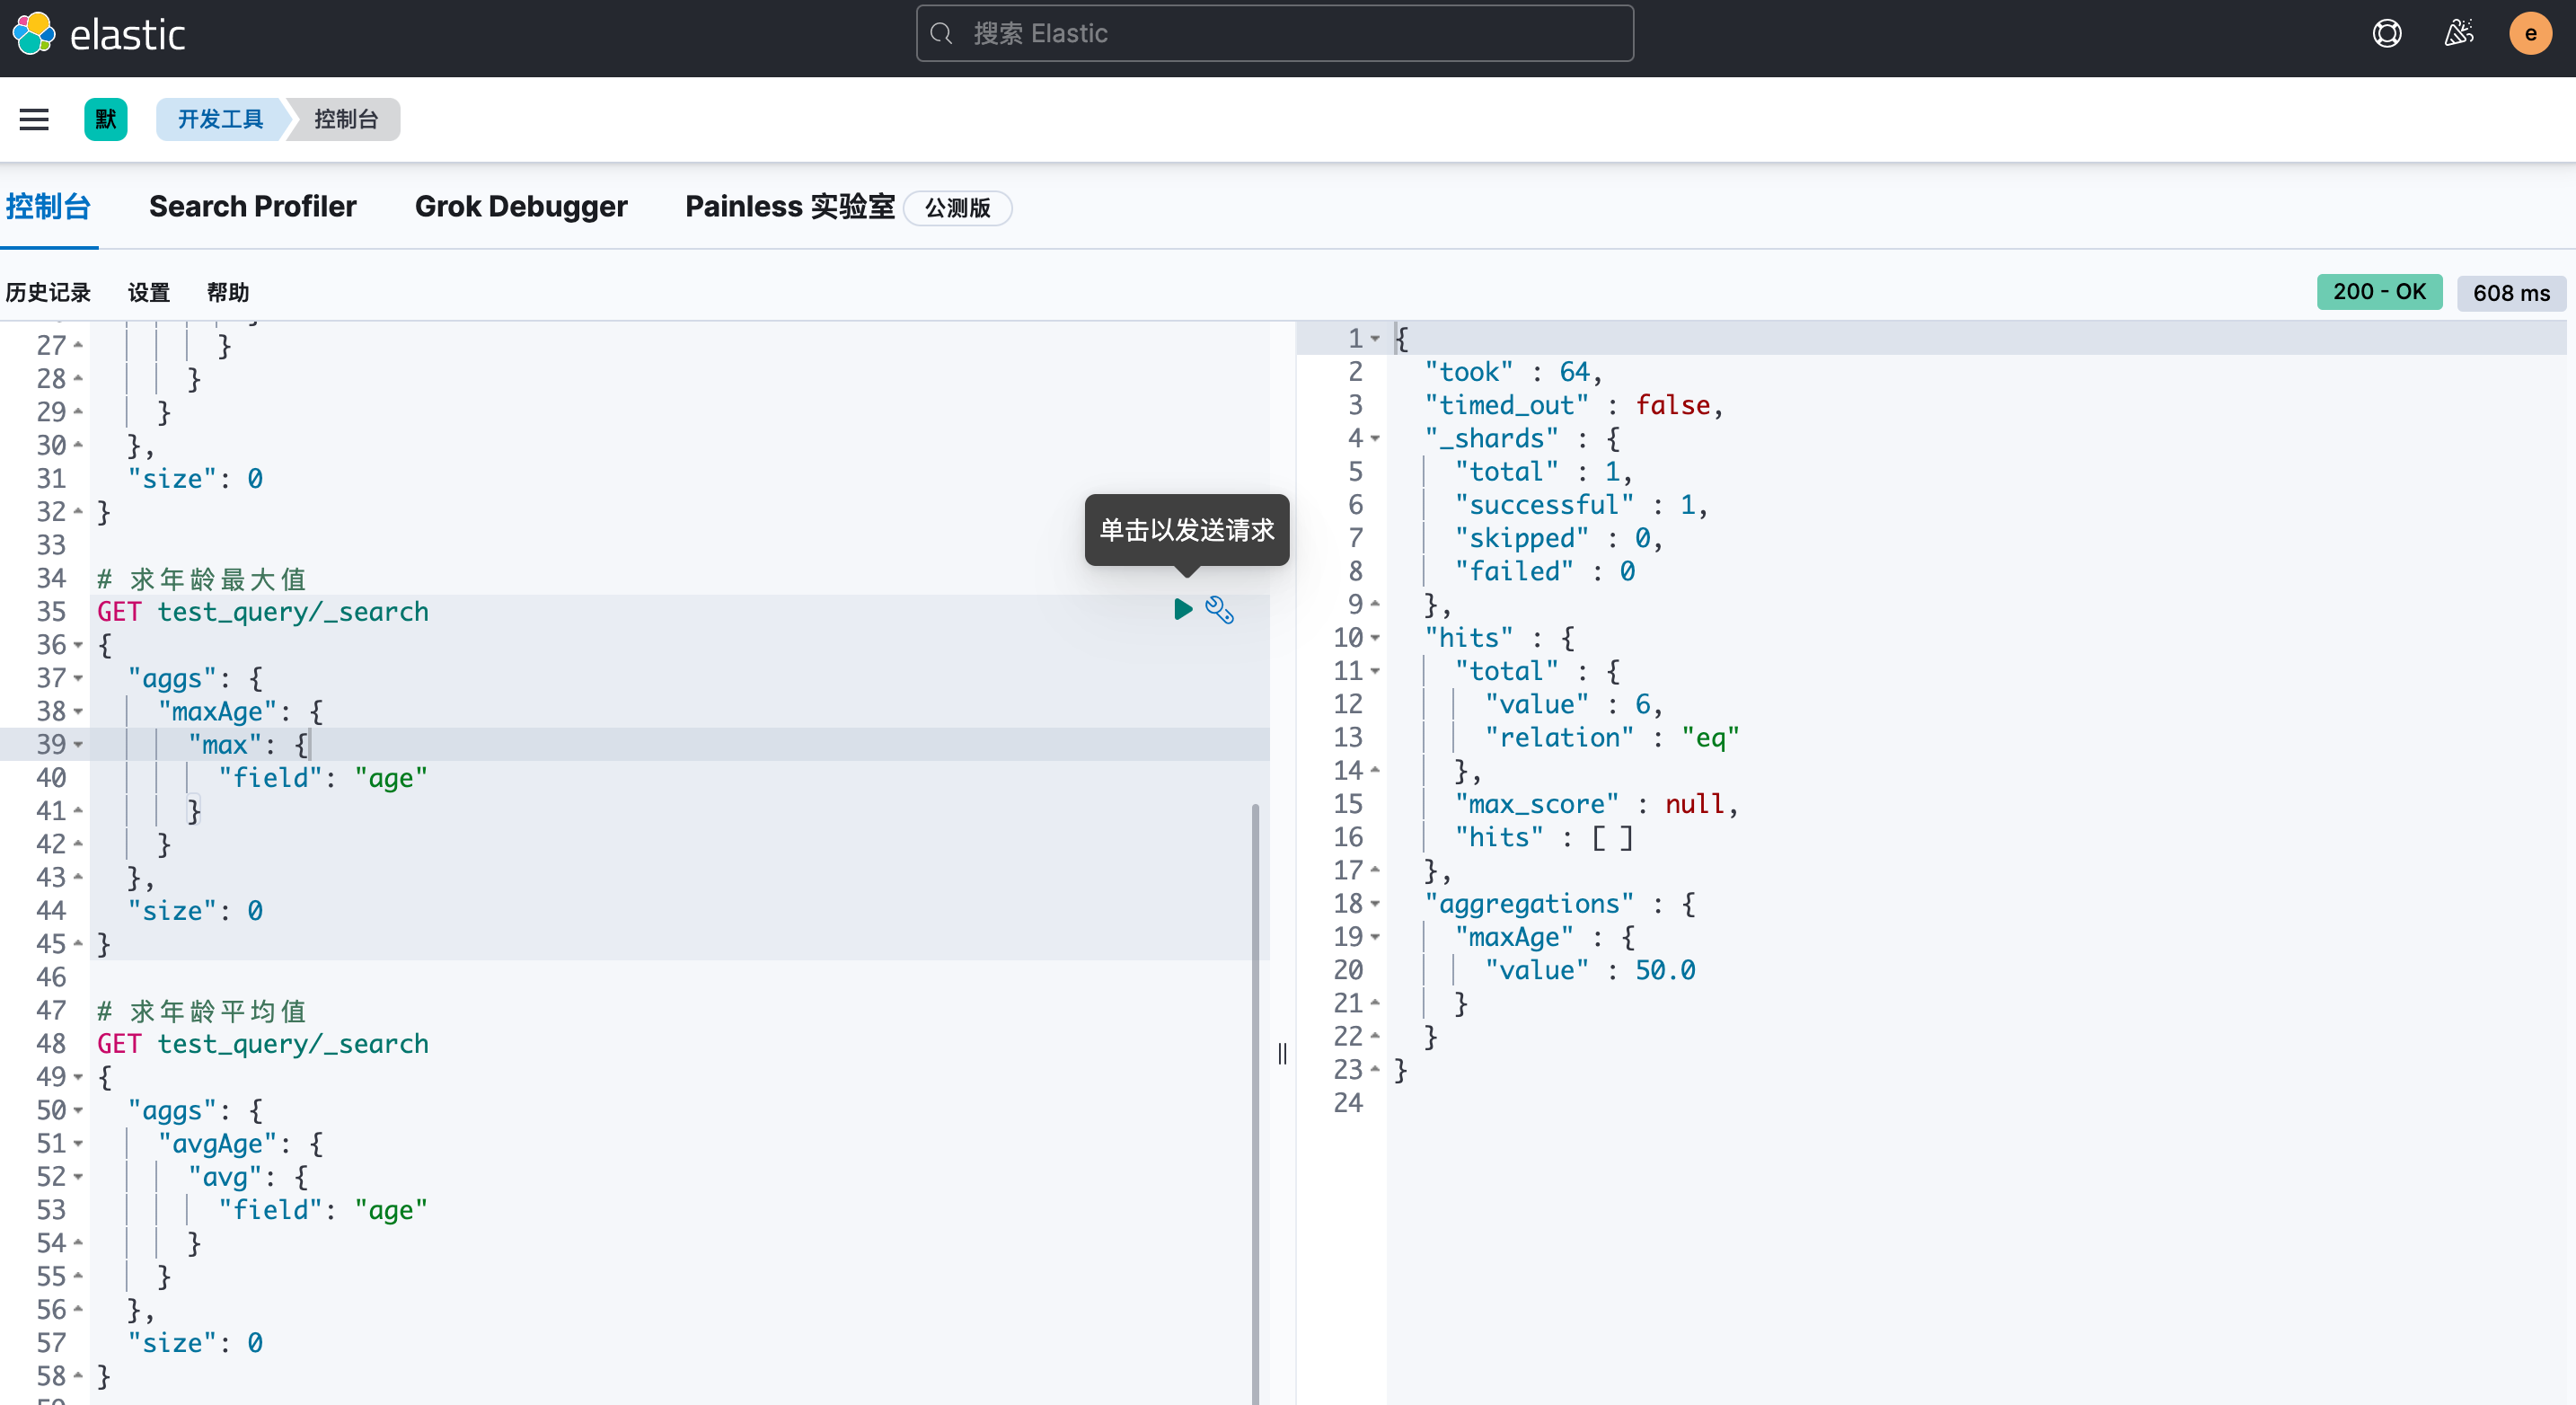 elastic
搜索 Elastic
e
默
开发工具
控制台
控制台
Search Profiler
Grok Debugger
Painless 实验室
公测版
历史记录
设置
帮助
200 - OK
608 ms
27 }
28 }
29 }
30 },
31 "size": 0
32 }
33
34 # 求年龄最大值
35 GET test_query/_search
36 {
37 "aggs": {
38 "maxAge": {
39 "max": {
40 "field": "age"
41 }
42 }
43 },
44 "size": 0
45 }
46
47 # 求年龄平均值
48 GET test_query/_search
49 {
50 "aggs": {
51 "avgAge": {
52 "avg": {
53 "field": "age"
54 }
55 }
56 },
57 "size": 0
58 }
单击以发送请求
1 {
2 "took" : 64,
3 "timed_out" : false,
4 "_shards" : {
5 "total" : 1,
6 "successful" : 1,
7 "skipped" : 0,
8 "failed" : 0
9 },
10 "hits" : {
11 "total" : {
12 "value" : 6,
13 "relation" : "eq"
14 },
15 "max_score" : null,
16 "hits" : [ ]
17 },
18 "aggregations" : {
19 "maxAge" : {
20 "value" : 50.0
21 }
22 }
23 }
24